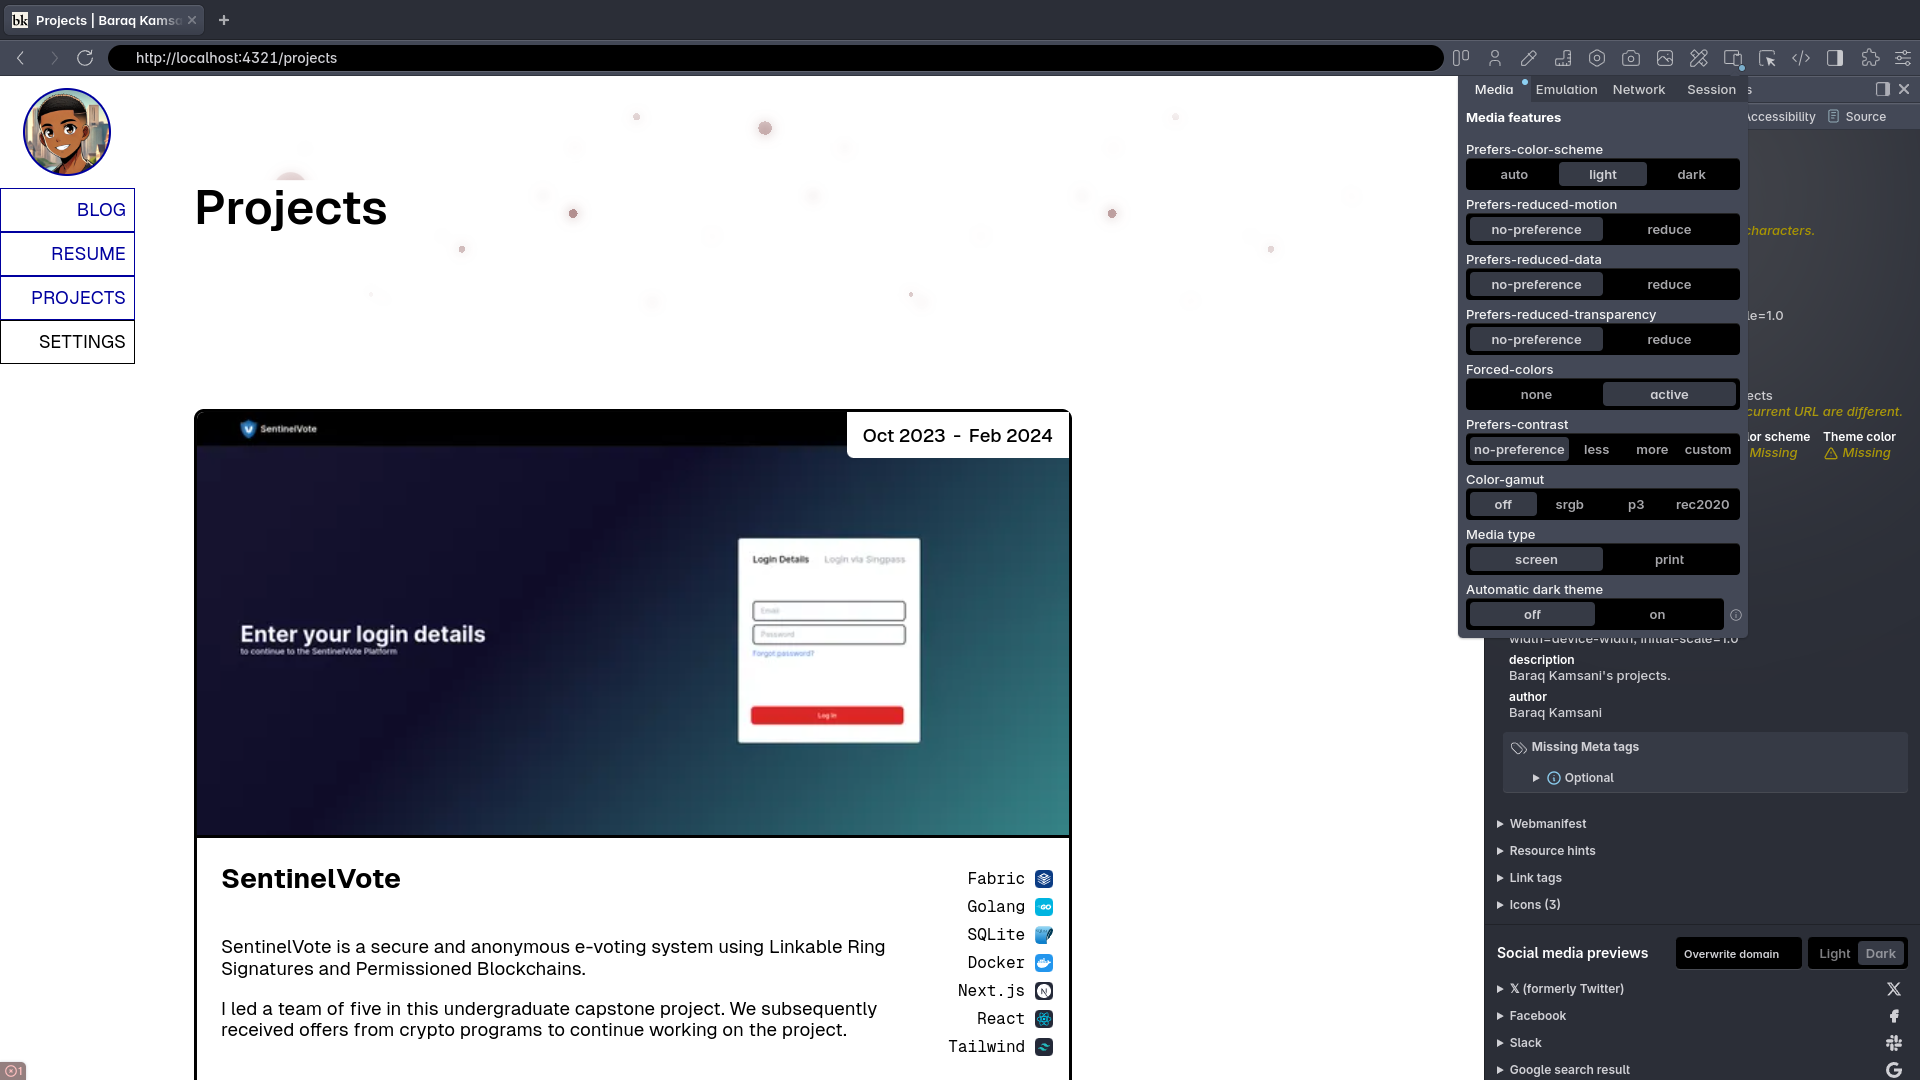 bk Projects | Baraq Kamsa
http://localhost:4321/projects
BLOG
RESUME
PROJECTS
SETTINGS
Projects
SentinelVote
Oct 2023 - Feb 2024
Enter your login details
to continue to the SentinelVote Platform
Login Details Login via Singpass
Email
Password
Forgot password?
Log In
SentinelVote
SentinelVote is a secure and anonymous e-voting system using Linkable Ring
Signatures and Permissioned Blockchains.
I led a team of five in this undergraduate capstone project. We subsequently
received offers from crypto programs to continue working on the project.
Fabric
Golang
GO
SQLite
Docker
Next.js
N
React
Tailwind
1
Media Emulation Network Session
Media features
Prefers-color-scheme
auto light dark
Prefers-reduced-motion
no-preference reduce
Prefers-reduced-data
no-preference reduce
Prefers-reduced-transparency
no-preference reduce
Forced-colors
none active
Prefers-contrast
no-preference less more custom
Color-gamut
off srgb p3 rec2020
Media type
screen print
Automatic dark theme
off on
s
Accessibility Source
characters.
le=1.0
ects
current URL are different.
lor scheme Theme color
Missing Missing
width=device-width, initial-scale=1.0
description
Baraq Kamsani's projects.
author
Baraq Kamsani
Missing Meta tags
Optional
Webmanifest
Resource hints
Link tags
Icons (3)
Social media previews Overwrite domain Light Dark
𝕏 (formerly Twitter)
Facebook
Slack
Google search result